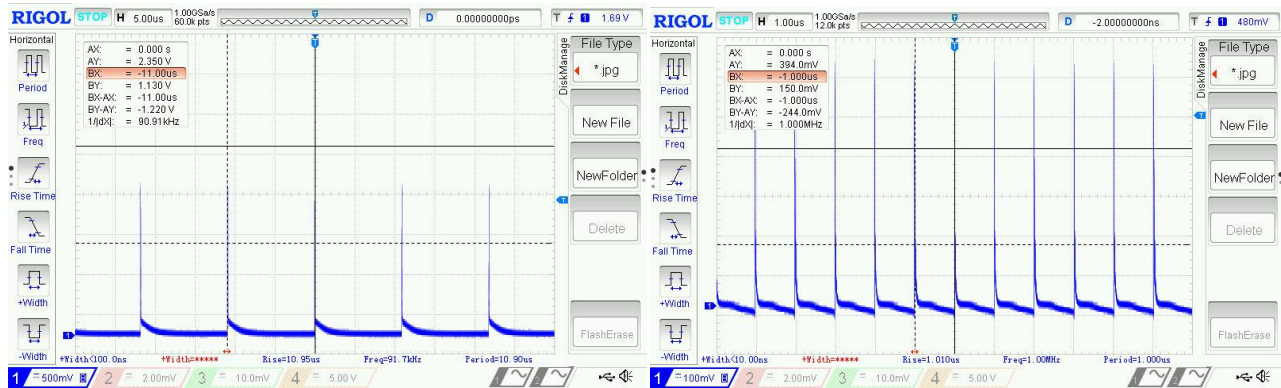 RIGOL STOP H 5.00us 1.00GSa/s 60.0k pts D 0.00000000ps T 1 1.69 V
Horizontal
Period
Freq
Rise Time
Fall Time
+Width
-Width
AX: = 0.000 s
AY: = 2.350 V
BX: = -11.00us
BY: = 1.130 V
BX-AX: = -11.00us
BY-AY: = -1.220 V
1/|dX|: = 90.91kHz
T
T
1
DiskManage
File Type
*.jpg
New File
NewFolder
Delete
FlashErase
+Width<100.0ns +Width=***** Rise=10.95us Freq=91.7kHz Period=10.90us
1 = 500mV 2 = 2.00mV 3 = 10.0mV 4 = 5.00 V
RIGOL STOP H 1.00us 1.00GSa/s 12.0k pts D -2.00000000ns T 1 480mV
Horizontal
Period
Freq
Rise Time
Fall Time
+Width
-Width
AX: = 0.000 s
AY: = 394.0mV
BX: = -1.000us
BY: = 150.0mV
BX-AX: = -1.000us
BY-AY: = -244.0mV
1/|dX|: = 1.000MHz
T
T
1
DiskManage
File Type
*.jpg
New File
NewFolder
Delete
FlashErase
+Width<10.00ns +Width=***** Rise=1.010us Freq=1.00MHz Period=1.000us
1 = 100mV 2 = 2.00mV 3 = 10.0mV 4 = 5.00 V